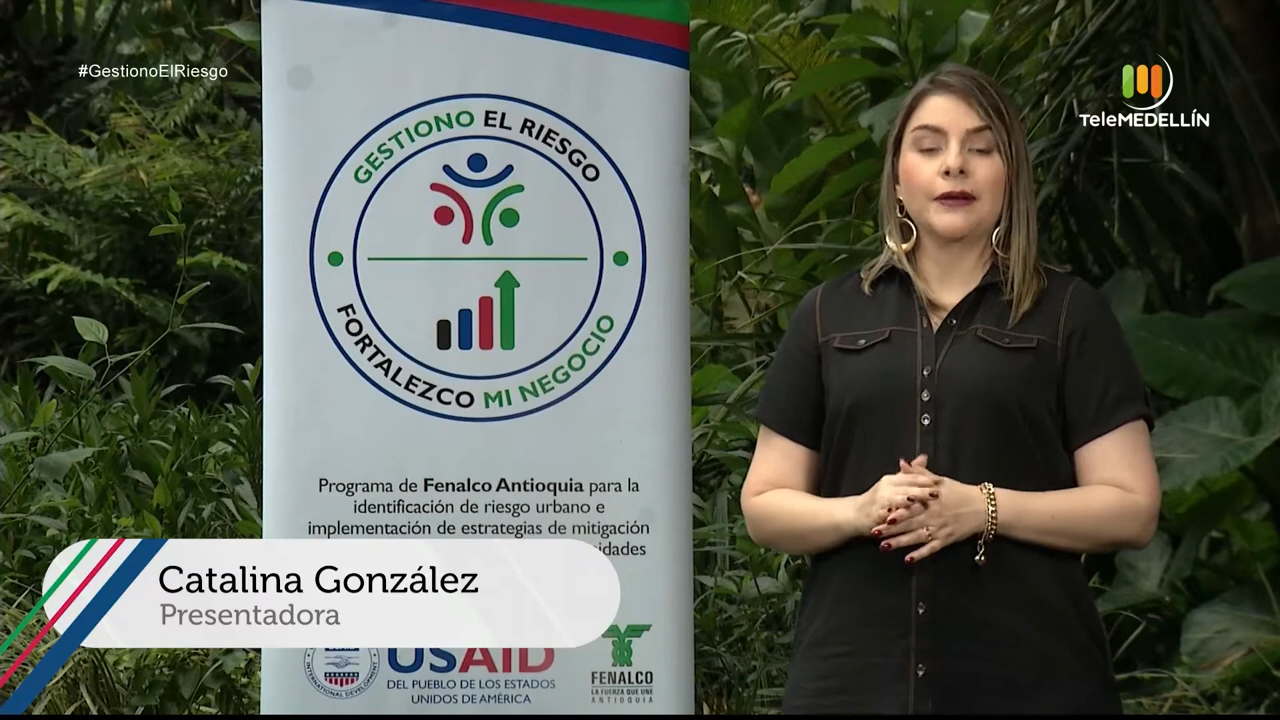 #GestionoElRiesgo
TeleMEDELLÍN
GESTIONO EL RIESGO
FORTALEZCO MI NEGOCIO
Programa de Fenalco Antioquia para la
identificación de riesgo urbano e
implementación de estrategias de mitigación
Catalina González
Presentadora
USAID
INTERNATIONAL DEVELOPMENT
DEL PUEBLO DE LOS ESTADOS
UNIDOS DE AMÉRICA
FENALCO
LA FUERZA QUE UNE
ANTIOQUIA